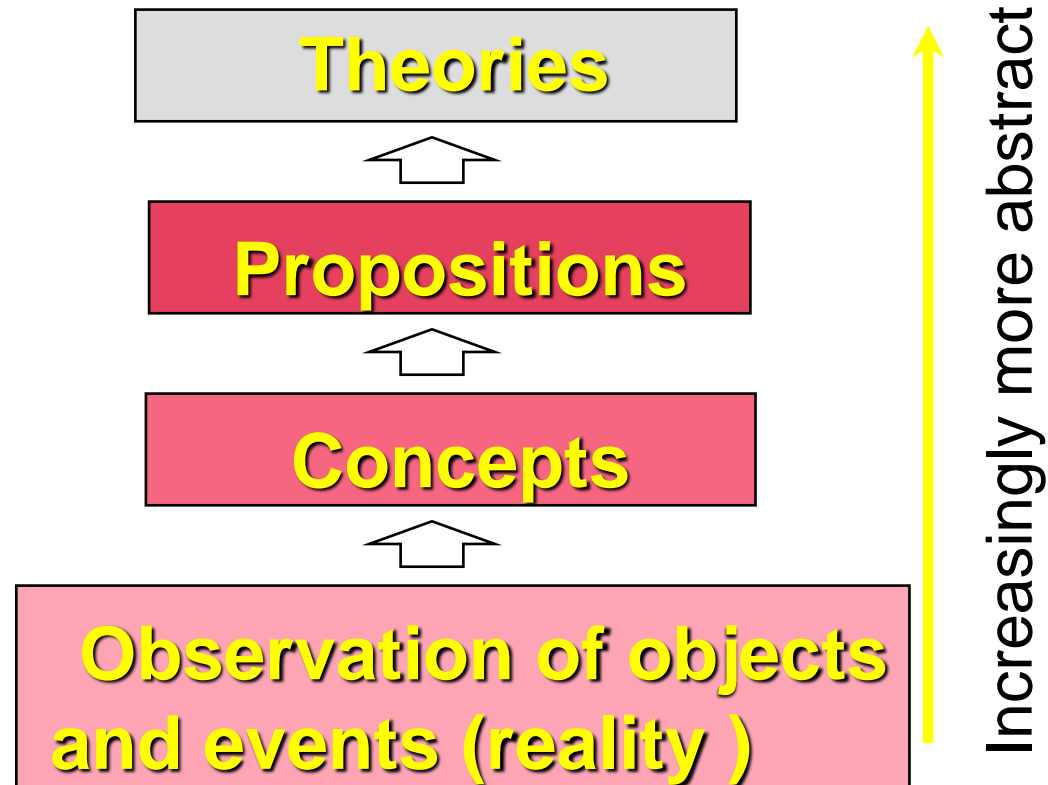 Theories
Propositions
Concepts
Observation of objects
and events (reality )
Increasingly more abstract